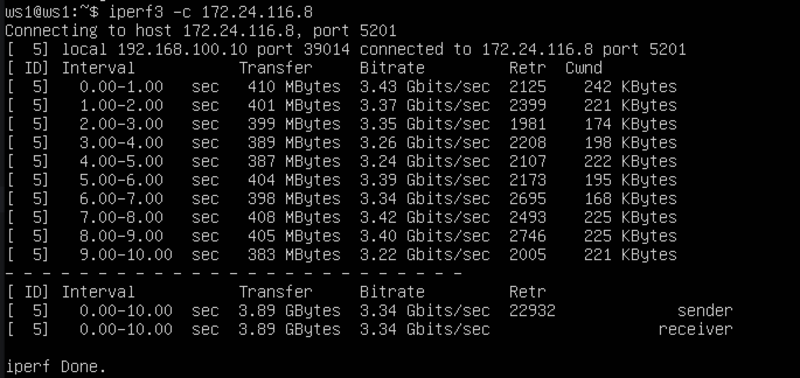 ws1@ws1:~$ iperf3 -c 172.24.116.8
Connecting to host 172.24.116.8, port 5201
[  5] local 192.168.100.10 port 39014 connected to 172.24.116.8 port 5201
[ ID] Interval           Transfer     Bitrate         Retr  Cwnd
[  5]   0.00-1.00   sec   410 MBytes  3.43 Gbits/sec  2125    242 KBytes
[  5]   1.00-2.00   sec   401 MBytes  3.37 Gbits/sec  2399    221 KBytes
[  5]   2.00-3.00   sec   399 MBytes  3.35 Gbits/sec  1981    174 KBytes
[  5]   3.00-4.00   sec   389 MBytes  3.26 Gbits/sec  2208    198 KBytes
[  5]   4.00-5.00   sec   387 MBytes  3.24 Gbits/sec  2107    222 KBytes
[  5]   5.00-6.00   sec   404 MBytes  3.39 Gbits/sec  2173    195 KBytes
[  5]   6.00-7.00   sec   398 MBytes  3.34 Gbits/sec  2695    168 KBytes
[  5]   7.00-8.00   sec   408 MBytes  3.42 Gbits/sec  2493    225 KBytes
[  5]   8.00-9.00   sec   405 MBytes  3.40 Gbits/sec  2746    225 KBytes
[  5]   9.00-10.00  sec   383 MBytes  3.22 Gbits/sec  2005    221 KBytes
- - - - - - - - - - - - - - - - - - - - - - - - -
[ ID] Interval           Transfer     Bitrate         Retr
[  5]   0.00-10.00  sec  3.89 GBytes  3.34 Gbits/sec  22932             sender
[  5]   0.00-10.00  sec  3.89 GBytes  3.34 Gbits/sec                  receiver

iperf Done.